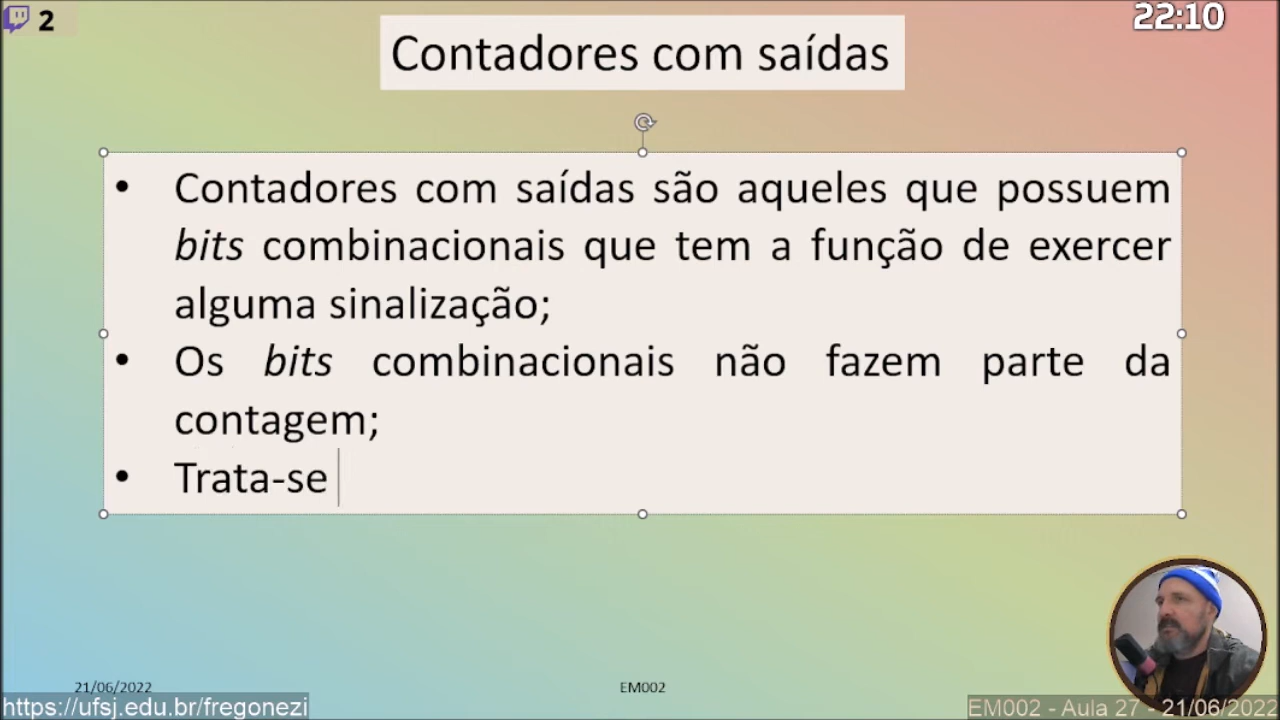 2
22:10
Contadores com saídas
• Contadores com saídas são aqueles que possuem
bits combinacionais que tem a função de exercer
alguma sinalização;
• Os bits combinacionais não fazem parte da
contagem;
• Trata-se
21/06/2022
EM002
https://ufsj.edu.br/fregonezi
EM002 - Aula 27 - 21/06/2022